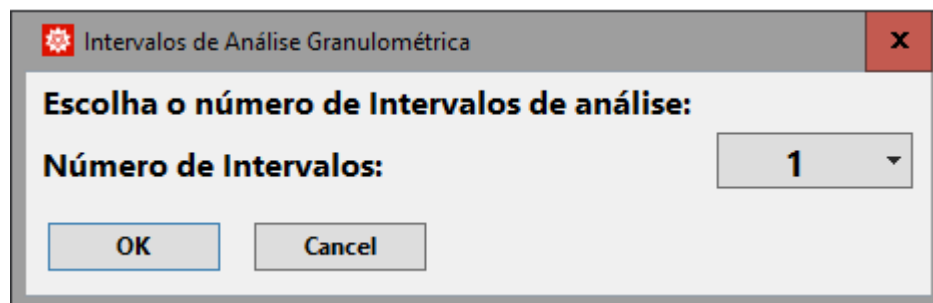 Intervalos de Análise Granulométrica
x
Escolha o número de Intervalos de análise:
Número de Intervalos: 1
OK Cancel